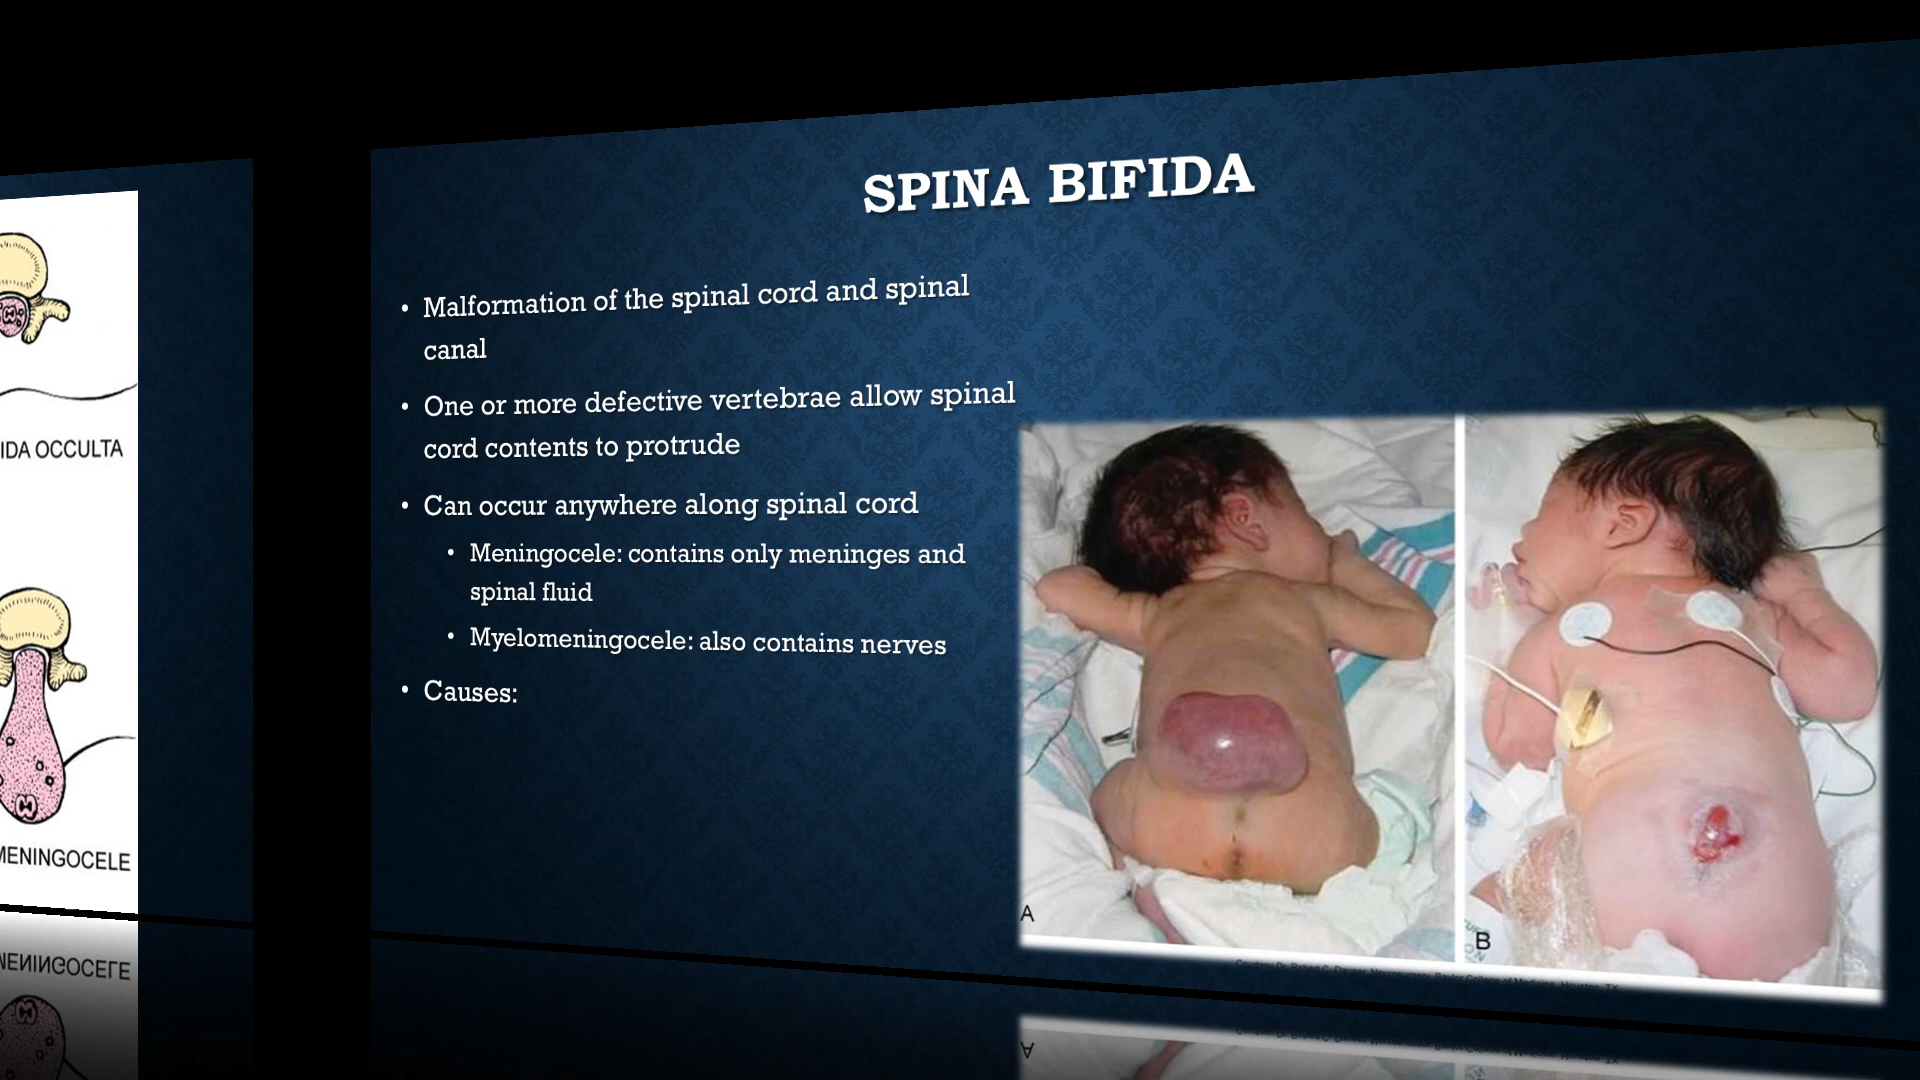 SPINA BIFIDA
• Malformation of the spinal cord and spinal
canal
• One or more defective vertebrae allow spinal
cord contents to protrude
• Can occur anywhere along spinal cord
• Meningocele: contains only meninges and
spinal fluid
• Myelomeningocele: also contains nerves
• Causes:
IDA OCCULTA
MENINGOCELE
A
B